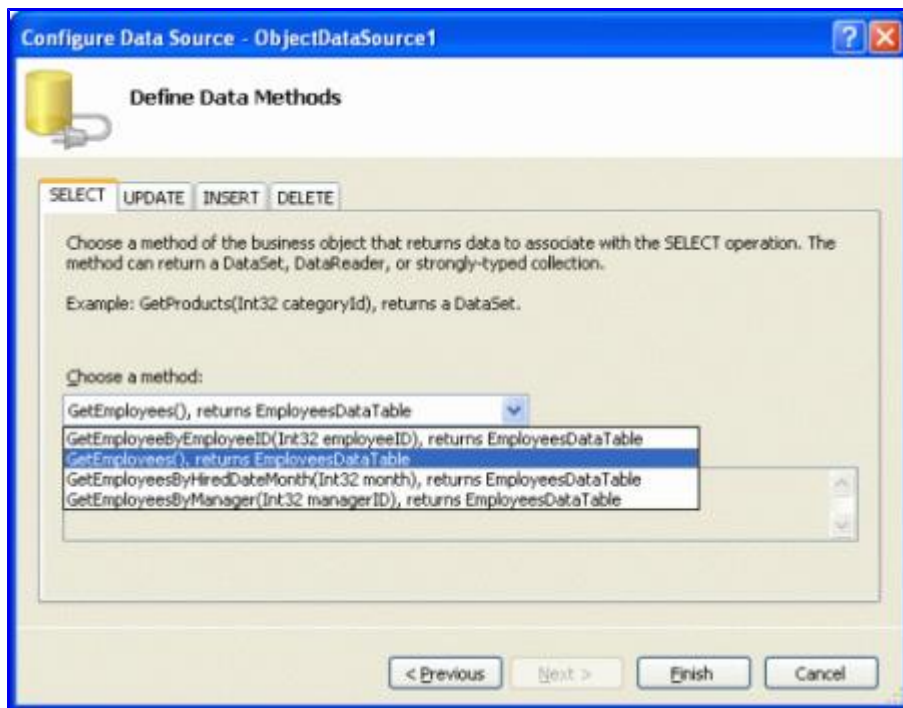 Configure Data Source - ObjectDataSource1
Define Data Methods
SELECT UPDATE INSERT DELETE
Choose a method of the business object that returns data to associate with the SELECT operation. The
method can return a DataSet, DataReader, or strongly-typed collection.
Example: GetProducts(Int32 categoryId), returns a DataSet.
Choose a method:
GetEmployees(), returns EmployeesDataTable
GetEmployeeByEmployeeID(Int32 employeeID), returns EmployeesDataTable
GetEmployees(), returns EmployeesDataTable
GetEmployeesByHiredDateMonth(Int32 month), returns EmployeesDataTable
GetEmployeesByManager(Int32 managerID), returns EmployeesDataTable
< Previous Next > Finish Cancel